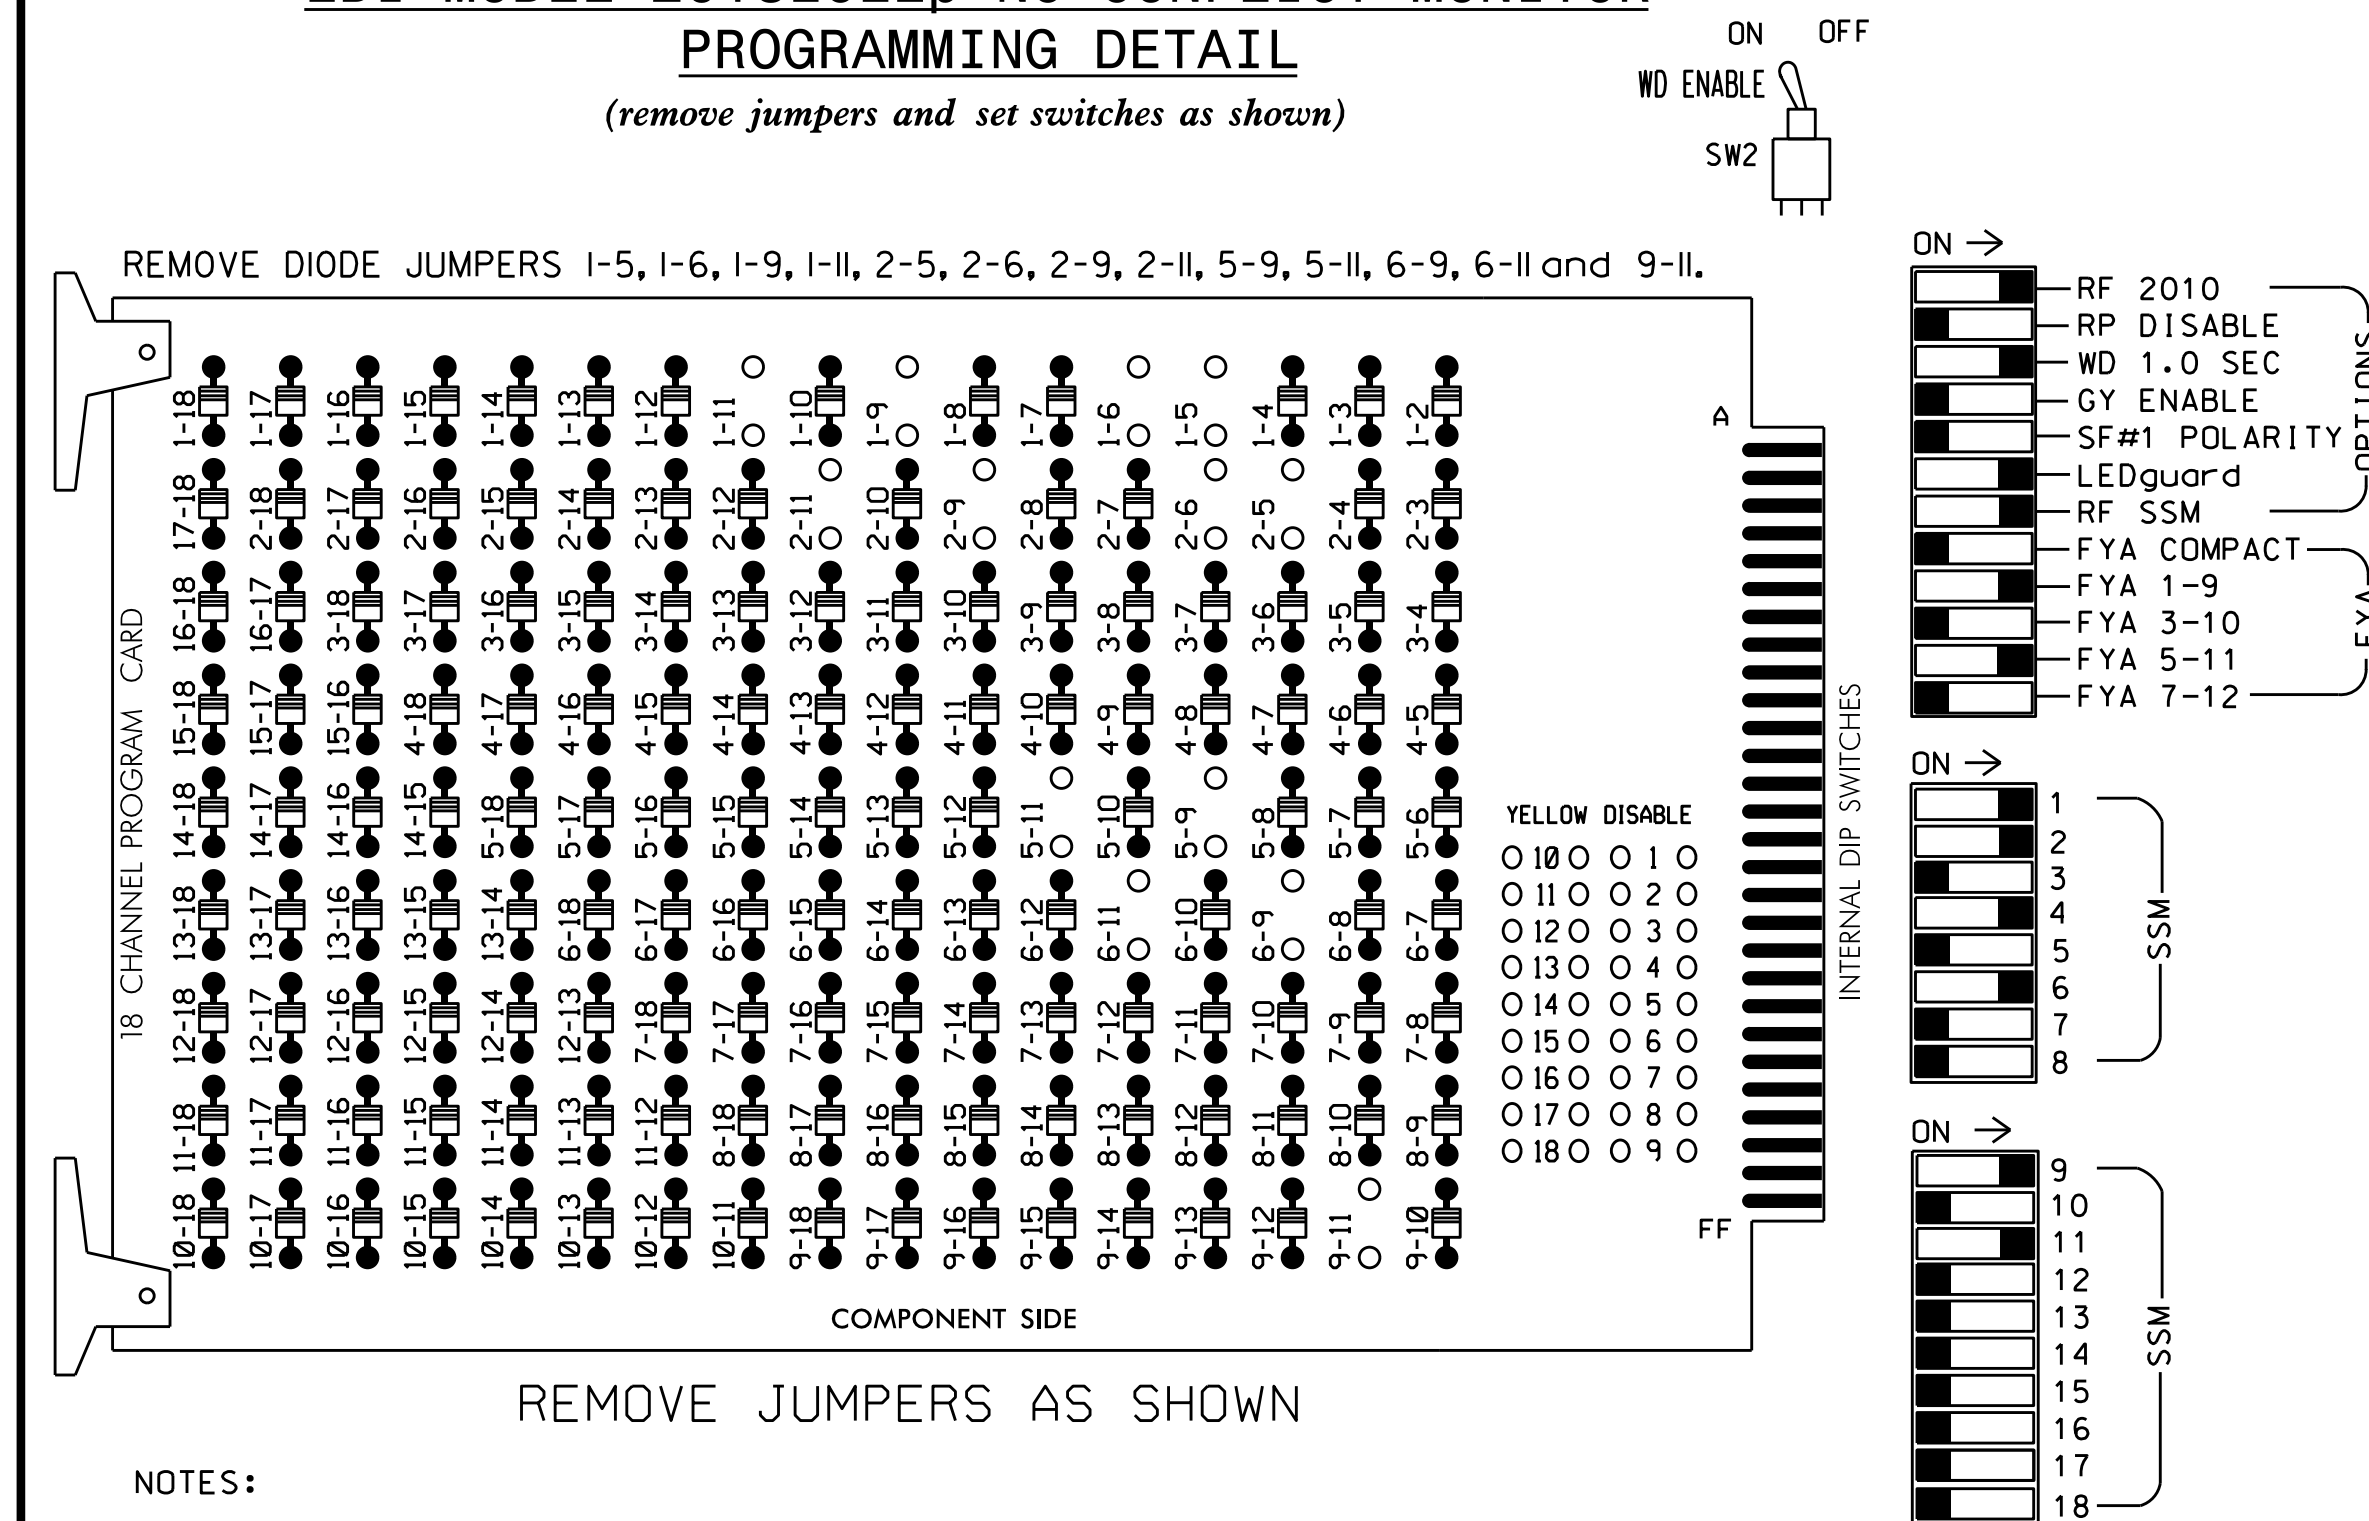 PROGRAMMING DETAIL
(remove jumpers and set switches as shown)
ON OFF
WD ENABLE
SW2
REMOVE DIODE JUMPERS 1-5, 1-6, 1-9, 1-11, 2-5, 2-6, 2-9, 2-11, 5-9, 5-11, 6-9, 6-11 and 9-11.
1-18 1-17 1-16 1-15 1-14 1-13 1-12 1-11 1-10 1-9 1-8 1-7 1-6 1-5 1-4 1-3 1-2
17-18 2-18 2-17 2-16 2-15 2-14 2-13 2-12 2-11 2-10 2-9 2-8 2-7 2-6 2-5 2-4 2-3
16-18 16-17 3-18 3-17 3-16 3-15 3-14 3-13 3-12 3-11 3-10 3-9 3-8 3-7 3-6 3-5 3-4
15-18 15-17 15-16 4-18 4-17 4-16 4-15 4-14 4-13 4-12 4-11 4-10 4-9 4-8 4-7 4-6 4-5
14-18 14-17 14-16 14-15 5-18 5-17 5-16 5-15 5-14 5-13 5-12 5-11 5-10 5-9 5-8 5-7 5-6
13-18 13-17 13-16 13-15 13-14 6-18 6-17 6-16 6-15 6-14 6-13 6-12 6-11 6-10 6-9 6-8 6-7
12-18 12-17 12-16 12-15 12-14 12-13 7-18 7-17 7-16 7-15 7-14 7-13 7-12 7-11 7-10 7-9 7-8
11-18 11-17 11-16 11-15 11-14 11-13 11-12 8-18 8-17 8-16 8-15 8-14 8-13 8-12 8-11 8-10 8-9
10-18 10-17 10-16 10-15 10-14 10-13 10-12 10-11 9-18 9-17 9-16 9-15 9-14 9-13 9-12 9-11 9-10
18 CHANNEL PROGRAM CARD
A
FF
YELLOW DISABLE
10 1
11 2
12 3
13 4
14 5
15 6
16 7
17 8
18 9
COMPONENT SIDE
INTERNAL DIP SWITCHES
REMOVE JUMPERS AS SHOWN
NOTES:
ON
RF 2010
RP DISABLE
WD 1.0 SEC
GY ENABLE
SF#1 POLARITY
LEDguard
RF SSM
OPTIONS
FYA COMPACT
FYA 1-9
FYA 3-10
FYA 5-11
FYA 7-12
FYA
ON
1
2
3
4
5
6
7
8
SSM
ON
9
10
11
12
13
14
15
16
17
18
SSM